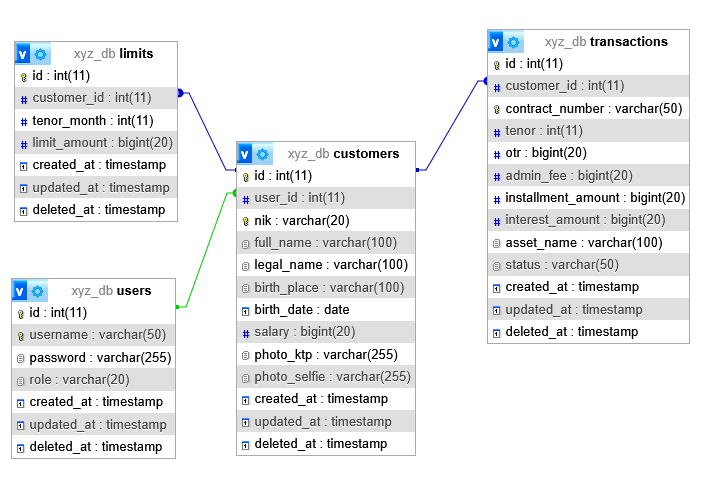 v xyz_db limits
id : int(11)
customer_id : int(11)
tenor_month : int(11)
limit_amount : bigint(20)
created_at : timestamp
updated_at : timestamp
deleted_at : timestamp
v xyz_db users
id : int(11)
username : varchar(50)
password : varchar(255)
role : varchar(20)
created_at : timestamp
updated_at : timestamp
deleted_at : timestamp
v xyz_db customers
id : int(11)
user_id : int(11)
nik : varchar(20)
full_name : varchar(100)
legal_name : varchar(100)
birth_place : varchar(100)
birth_date : date
salary : bigint(20)
photo_ktp : varchar(255)
photo_selfie : varchar(255)
created_at : timestamp
updated_at : timestamp
deleted_at : timestamp
v xyz_db transactions
id : int(11)
customer_id : int(11)
contract_number : varchar(50)
tenor : int(11)
otr : bigint(20)
admin_fee : bigint(20)
installment_amount : bigint(20)
interest_amount : bigint(20)
asset_name : varchar(100)
status : varchar(50)
created_at : timestamp
updated_at : timestamp
deleted_at : timestamp